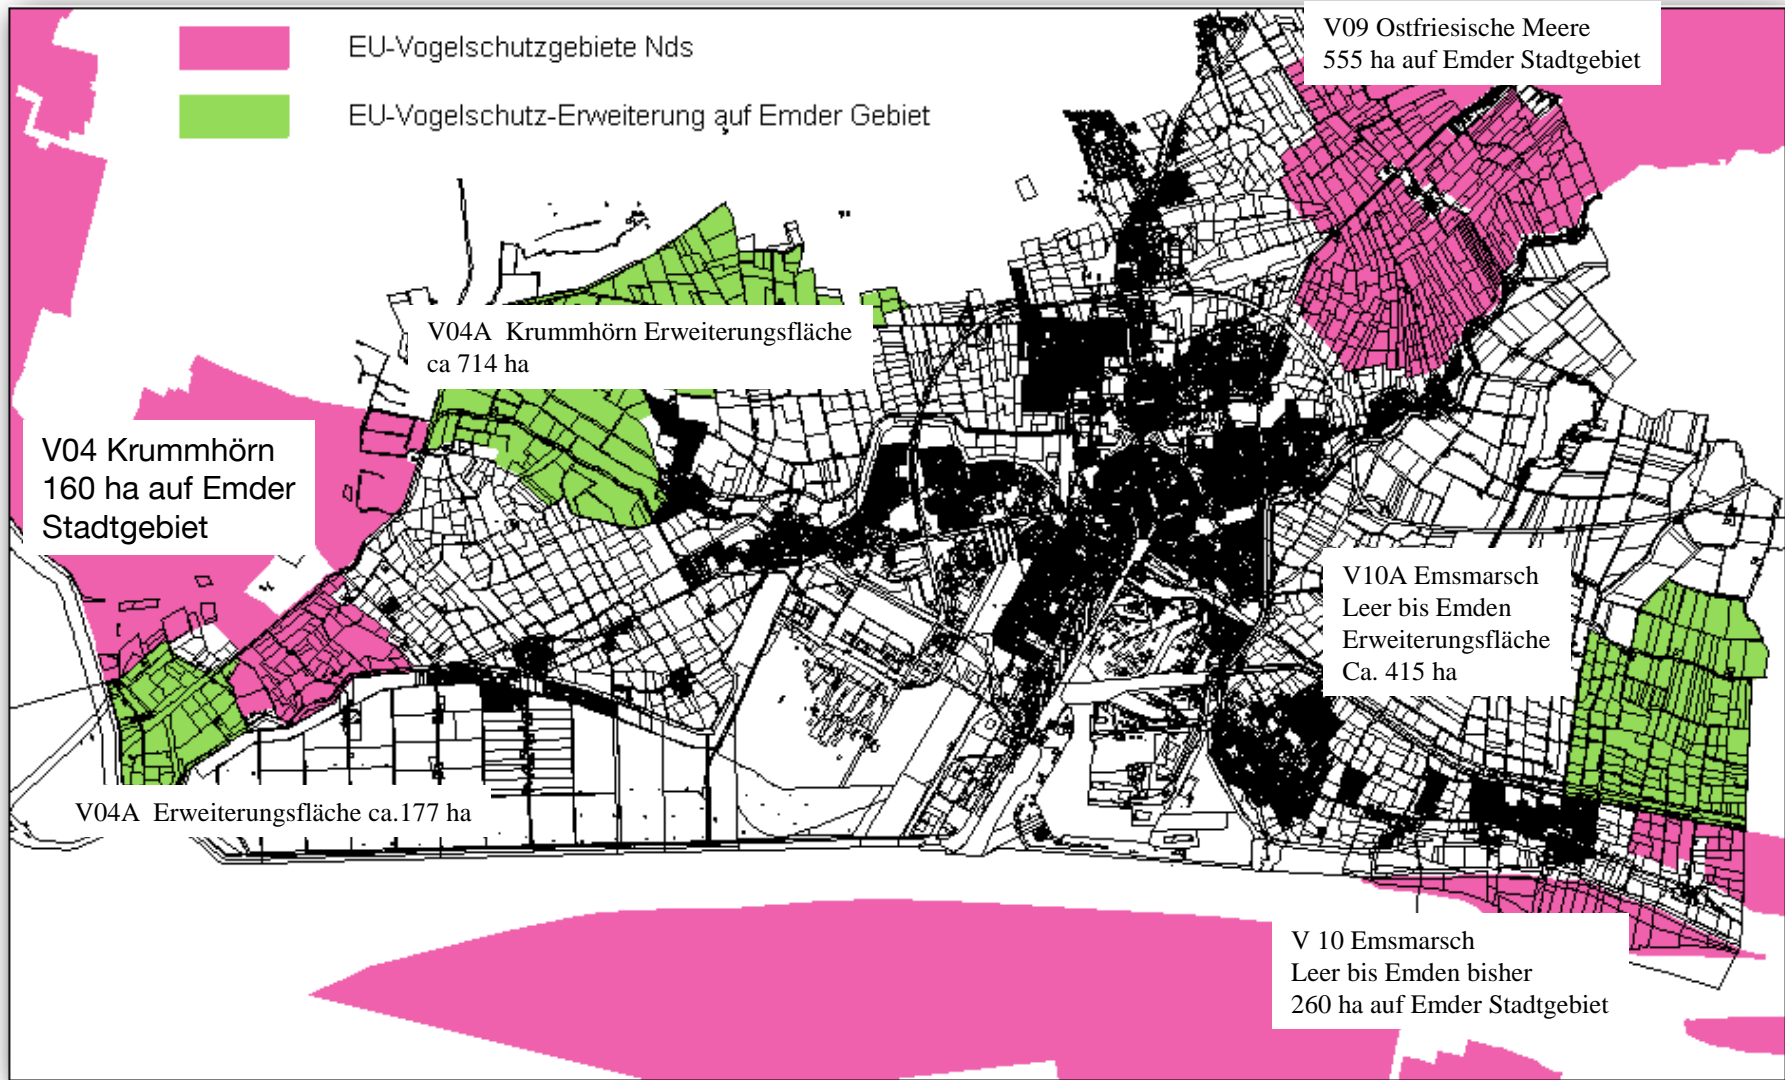 EU-Vogelschutzgebiete Nds
EU-Vogelschutz-Erweiterung auf Emder Gebiet
V09 Ostfriesische Meere
555 ha auf Emder Stadtgebiet
V04A  Krummhörn Erweiterungsfläche
ca 714 ha
V04 Krummhörn
160 ha auf Emder
Stadtgebiet
V10A Emsmarsch
Leer bis Emden
Erweiterungsfläche
Ca. 415 ha
V04A  Erweiterungsfläche ca.177 ha
V 10 Emsmarsch
Leer bis Emden bisher
260 ha auf Emder Stadtgebiet